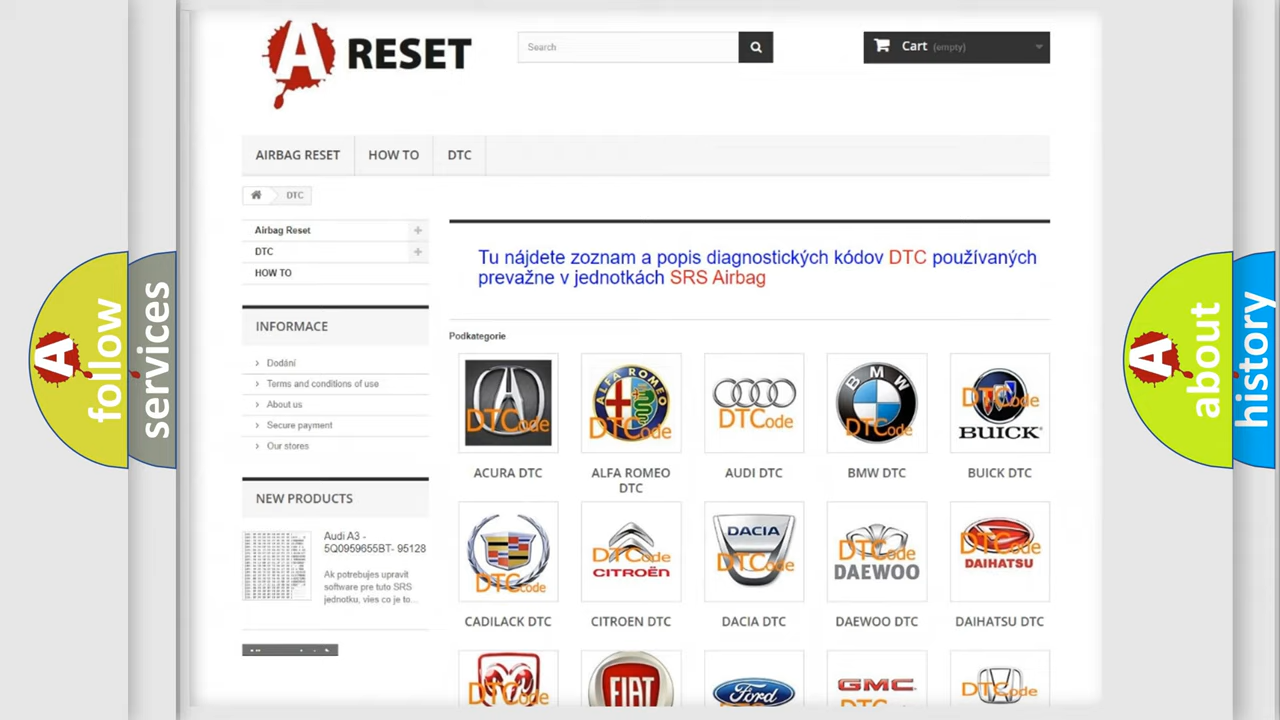 A RESET
Search
Cart (empty)
AIRBAG RESET
HOW TO
DTC
DTC
Airbag Reset
DTC
HOW TO
Tu nájdete zoznam a popis diagnostických kódov DTC používaných
prevažne v jednotkách SRS Airbag
INFORMACE
Dodání
Terms and conditions of use
About us
Secure payment
Our stores
NEW PRODUCTS
Audi A3 -
5Q0959655BT- 95128
Ak potrebujes upravit
software pre tuto SRS
jednotku, vies co je to...
Podkategorie
DTCode
ALFA ROMEO
DTCode
DTCode
BMW
DTCode
DTCode
BUICK
ACURA DTC
ALFA ROMEO
DTC
AUDI DTC
BMW DTC
BUICK DTC
DTCode
DTCode
CITROËN
DACIA
DTCode
DTCode
DAEWOO
DTCode
DAIHATSU
CADILACK DTC
CITROEN DTC
DACIA DTC
DAEWOO DTC
DAIHATSU DTC
DTCode
FIAT
Ford
GMC
DTCode
A follow
services
A about
history